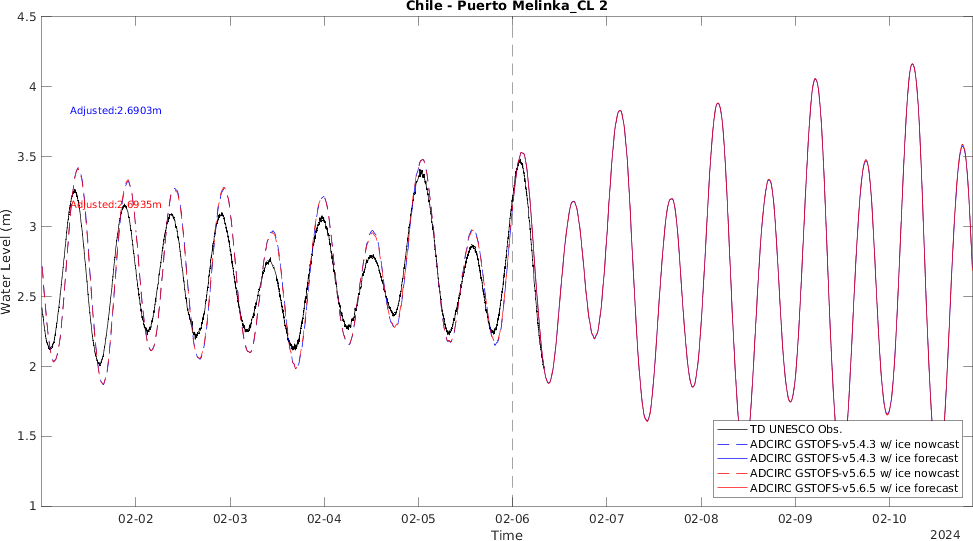 Chile - Puerto Melinka_CL 2
4.5
4
3.5
3
2.5
2
1.5
1
Water Level (m)
Adjusted:2.6903m
Adjusted:2.6935m
TD UNESCO Obs.
ADCIRC GSTOFS-v5.4.3 w/ ice nowcast
ADCIRC GSTOFS-v5.4.3 w/ ice forecast
ADCIRC GSTOFS-v5.6.5 w/ ice nowcast
ADCIRC GSTOFS-v5.6.5 w/ ice forecast
02-02 02-03 02-04 02-05 02-06 02-07 02-08 02-09 02-10
Time
2024